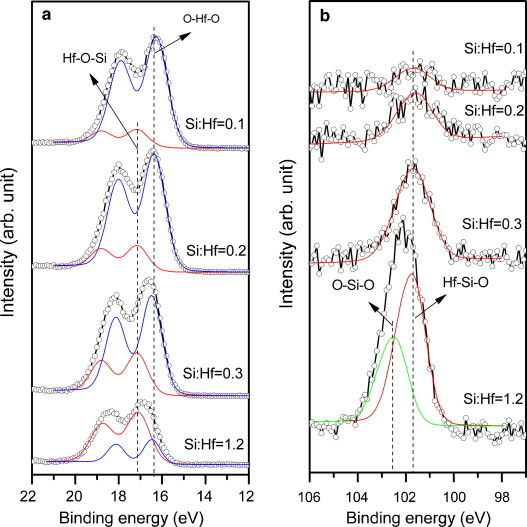 a
O-Hf-O
Hf-O-Si
Si:Hf=0.1
Si:Hf=0.2
Si:Hf=0.3
Si:Hf=1.2
22 20 18 16 14 12
Binding energy (eV)
Intensity (arb. unit)
b
Si:Hf=0.1
Si:Hf=0.2
Si:Hf=0.3
O-Si-O
Hf-Si-O
Si:Hf=1.2
106 104 102 100 98
Binding energy (eV)
Intensity (arb. unit)